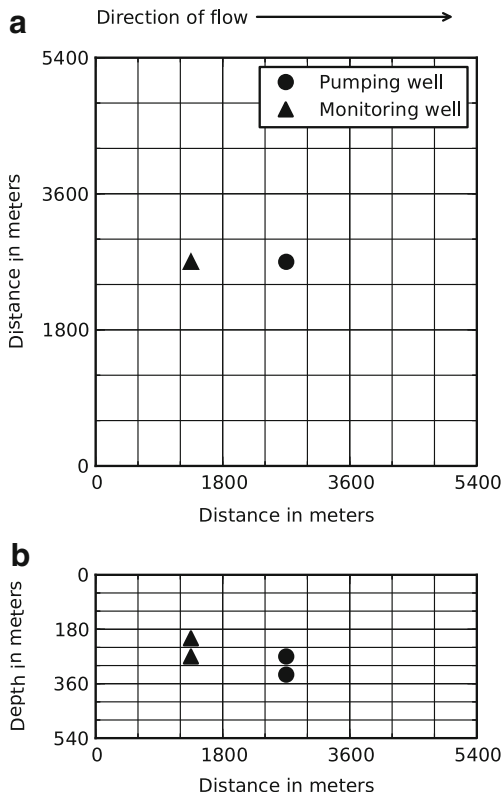 Direction of flow
a
5400
Pumping well
Monitoring well
3600
1800
0
Distance in meters
0 1800 3600 5400
Distance in meters
b
0
180
360
540
Depth in meters
0 1800 3600 5400
Distance in meters